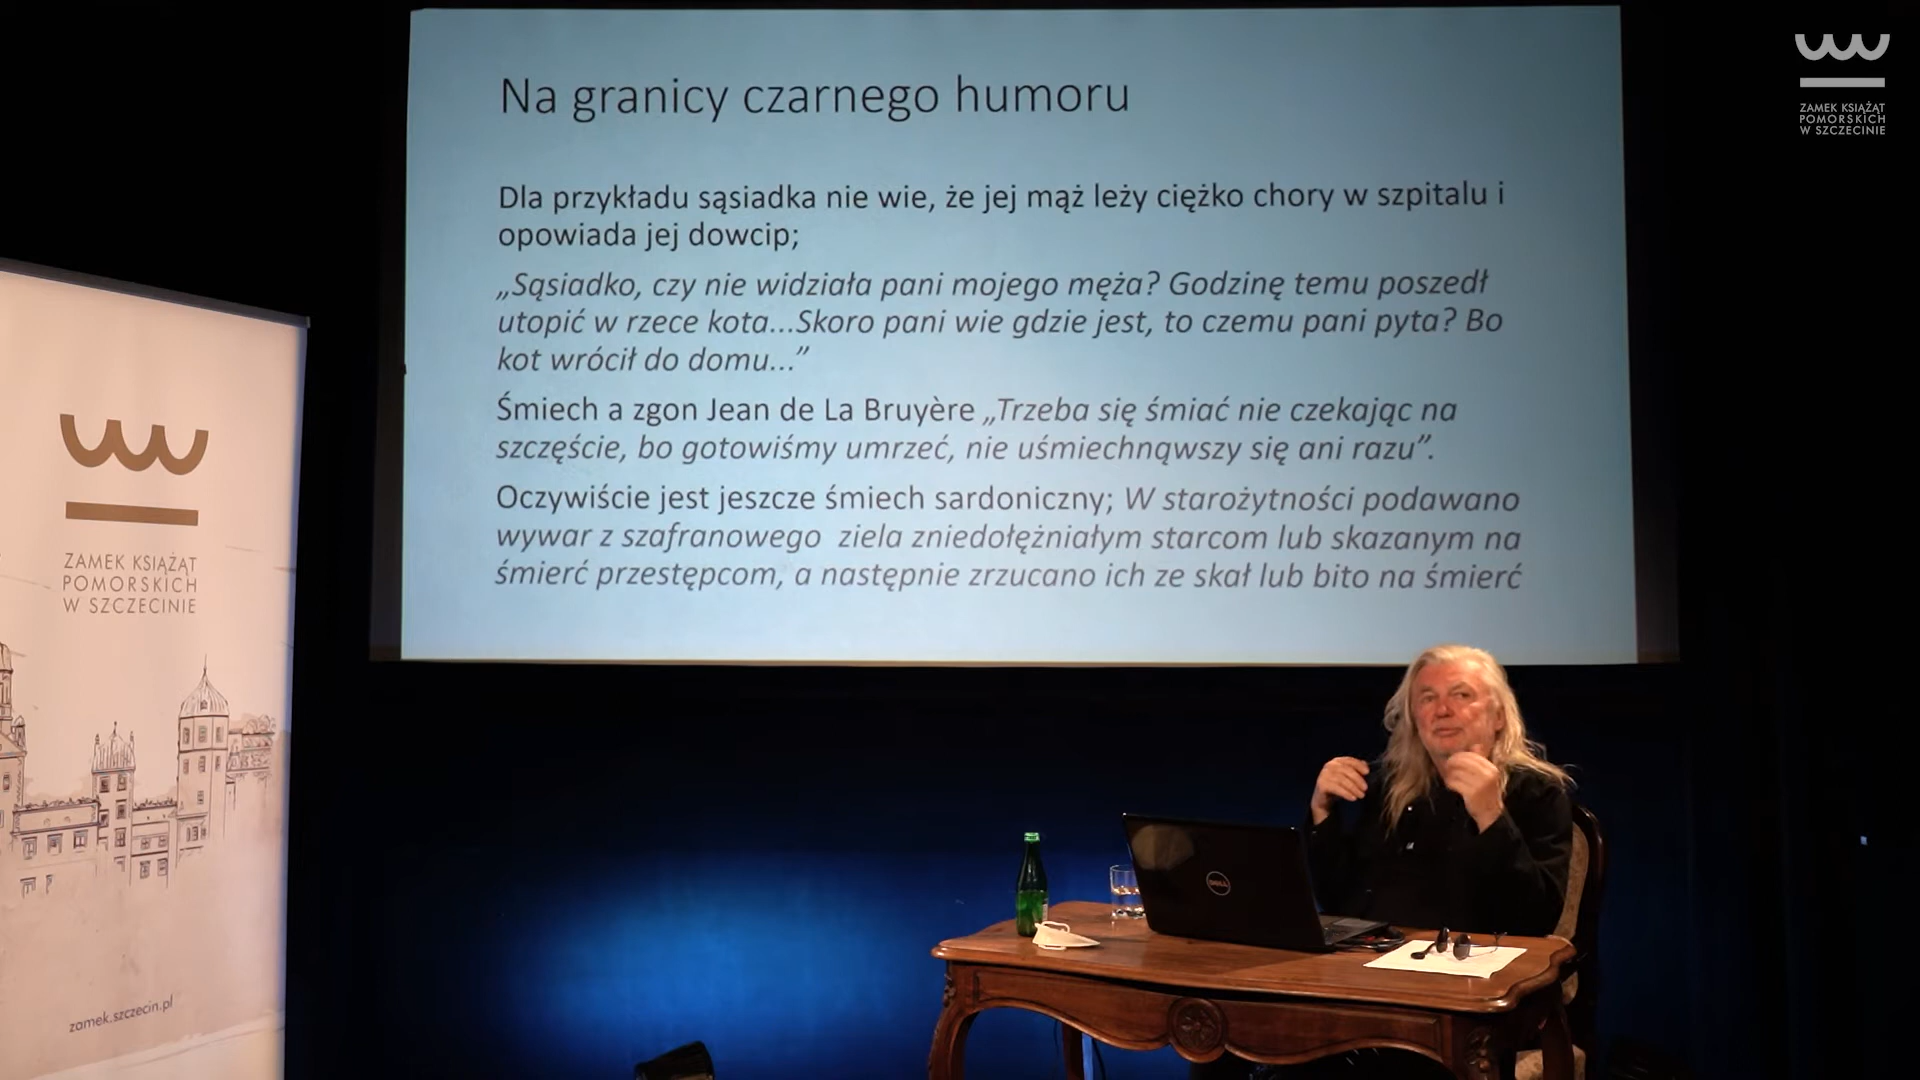 Na granicy czarnego humoru
Dla przykładu sąsiadka nie wie, że jej mąż leży ciężko chory w szpitalu i
opowiada jej dowcip;
„Sąsiadko, czy nie widziała pani mojego męża? Godzinę temu poszedł
utopić w rzece kota...Skoro pani wie gdzie jest, to czemu pani pyta? Bo
kot wrócił do domu...”
Śmiech a zgon Jean de La Bruyère „Trzeba się śmiać nie czekając na
szczęście, bo gotowiśmy umrzeć, nie uśmiechnąwszy się ani razu”.
Oczywiście jest jeszcze śmiech sardoniczny; W starożytności podawano
wywar z szafranowego ziela zniedołężniałym starcom lub skazanym na
śmierć przestępcom, a następnie zrzucano ich ze skał lub bito na śmierć
ZAMEK KSIĄŻĄT
POMORSKICH
W SZCZECINIE
ZAMEK KSIĄŻĄT
POMORSKICH
W SZCZECINIE
zamek.szczecin.pl
DELL